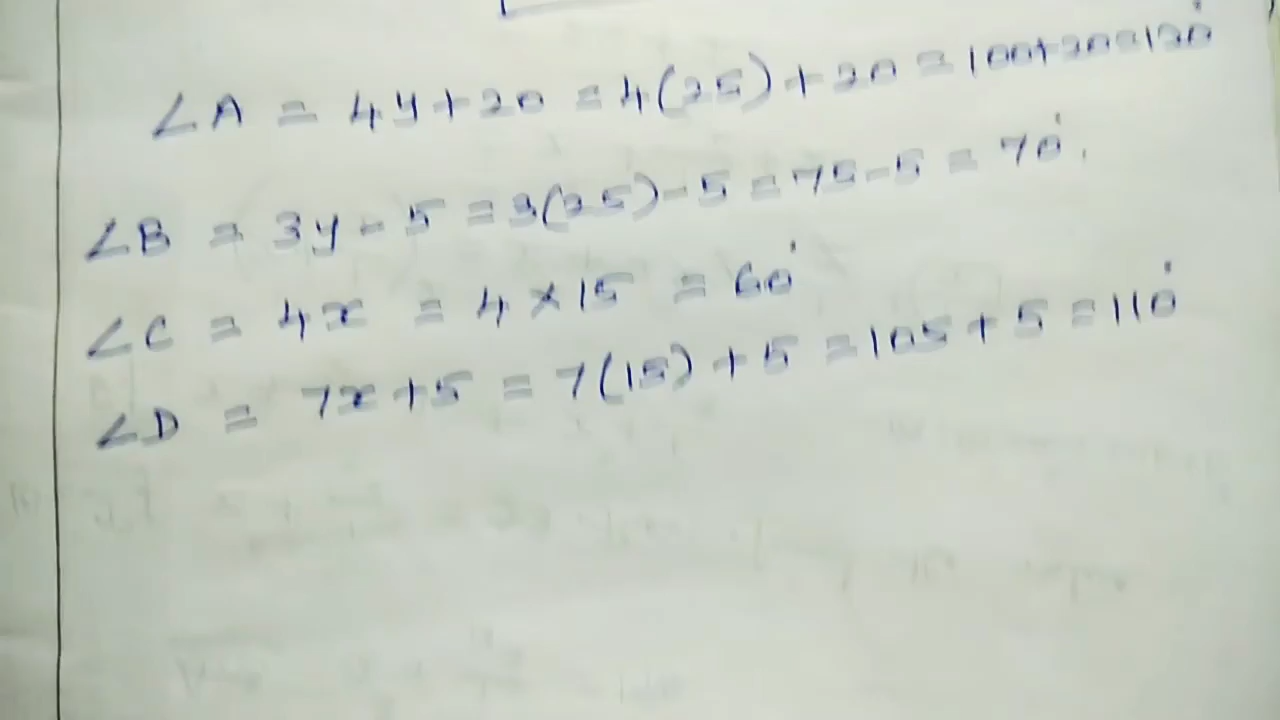 ∠A = 4y+20 = 4(25)+20 = 100+20=120°
∠B = 3y-5 = 3(25)-5 = 75-5 = 70°.
∠C = 4x = 4×15 = 60°
∠D = 7x+5 = 7(15)+5 = 105+5 = 110°